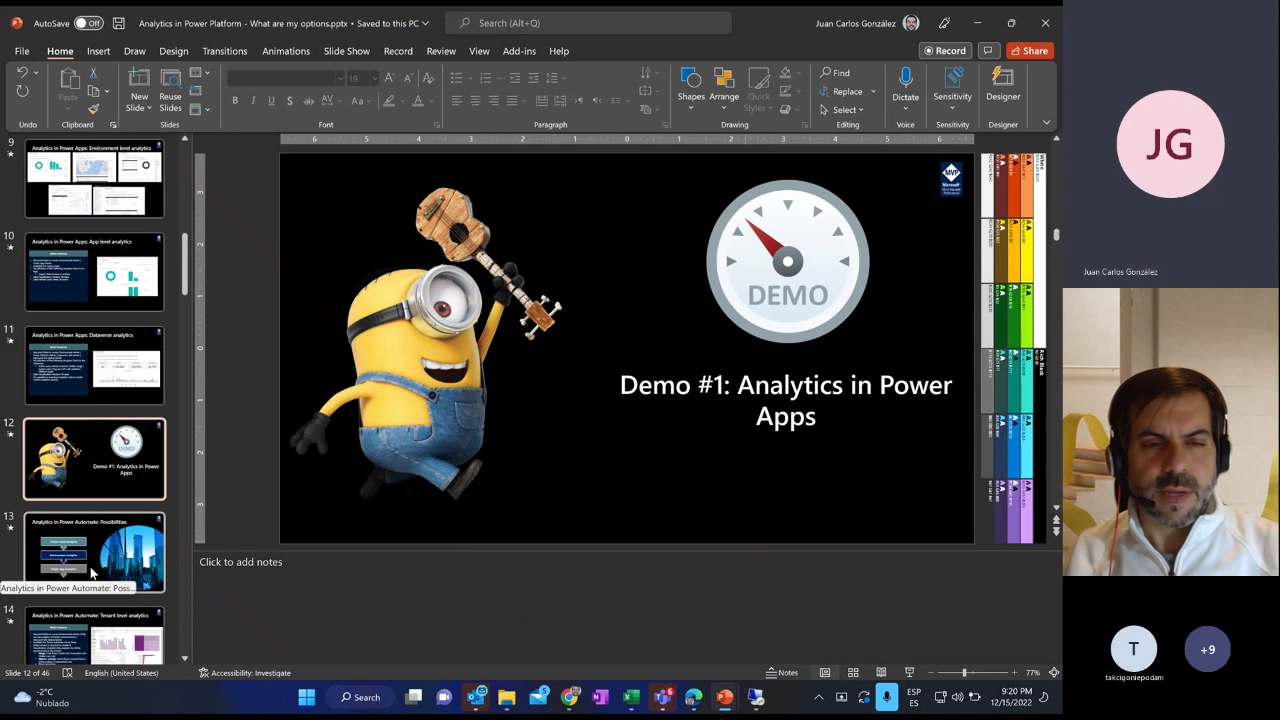 AutoSave Off Analytics in Power Platform - What are my options.pptx • Saved to this PC Search (Alt+Q) Juan Carlos González
File Home Insert Draw Design Transitions Animations Slide Show Record Review View Add-ins Help Record Share
Paste New Slide Reuse Slides 19 Shapes Arrange Quick Styles Find Replace Select Dictate Sensitivity Designer
Undo Clipboard Slides Font Paragraph Drawing Editing Voice Sensitivity Designer
9
Analytics in Power Apps: Environment level analytics
10
Analytics in Power Apps: App level analytics
11
Analytics in Power Apps: Dataverse analytics
12
DEMO
Demo #1: Analytics in Power
Apps
13
Analytics in Power Automate: Possibilities
Analytics in Power Automate: Poss...
14
Analytics in Power Automate: Tenant level analytics
MVP
Microsoft
DEMO
Demo #1: Analytics in Power
Apps
Click to add notes
Slide 12 of 46 English (United States) Accessibility: Investigate Notes 77%
-2°C
Nublado
Search
ESP
ES
9:20 PM
12/15/2022
JG
Juan Carlos González
T
takcigoniepodam
+9